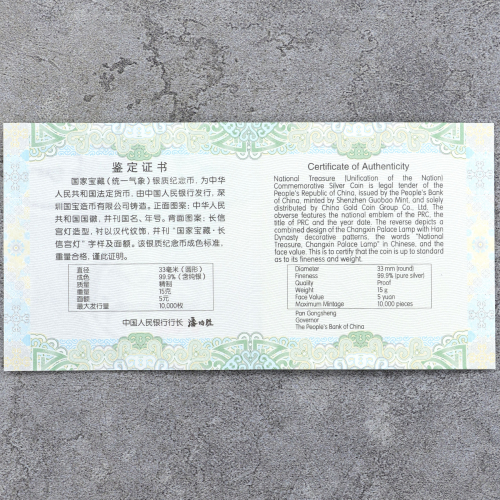 鉴定证书
国家宝藏（统一气象）银质纪念币，为中华
人民共和国法定货币，由中国人民银行发行，深
圳国宝造币有限公司铸造。正面图案：中华人民
共和国国徽，并刊国名、年号。背面图案：长信
宫灯造型，衬以汉代纹饰，并刊“国家宝藏·长
信宫灯”字样及面额。该银质纪念币成色标准，
重量合格，谨此证明。
直径 33毫米（圆形）
成色 99.9%（含纯银）
质量 精制
重量 15克
面额 5元
最大发行量 10,000枚
中国人民银行行长 潘功胜
Certificate of Authenticity
National Treasure (Unification of the Nation)
Commemorative Silver Coin is legal tender of the
People's Republic of China, issued by the People's Bank
of China, minted by Shenzhen Guobao Mint, and solely
distributed by China Gold Coin Group Co., Ltd. The
obverse features the national emblem of the PRC, the
title of PRC and the year date. The reverse depicts a
combined design of the Changxin Palace Lamp with Han
Dynasty decorative patterns, the words "National
Treasure, Changxin Palace Lamp" in Chinese, and the
face value. This is to certify that the coin is up to standard
as to its fineness and weight.
Diameter 33 mm (round)
Fineness 99.9% (pure silver)
Quality Proof
Weight 15 g
Face Value 5 yuan
Maximum Mintage 10,000 pieces
Pan Gongsheng
Governor
The People's Bank of China